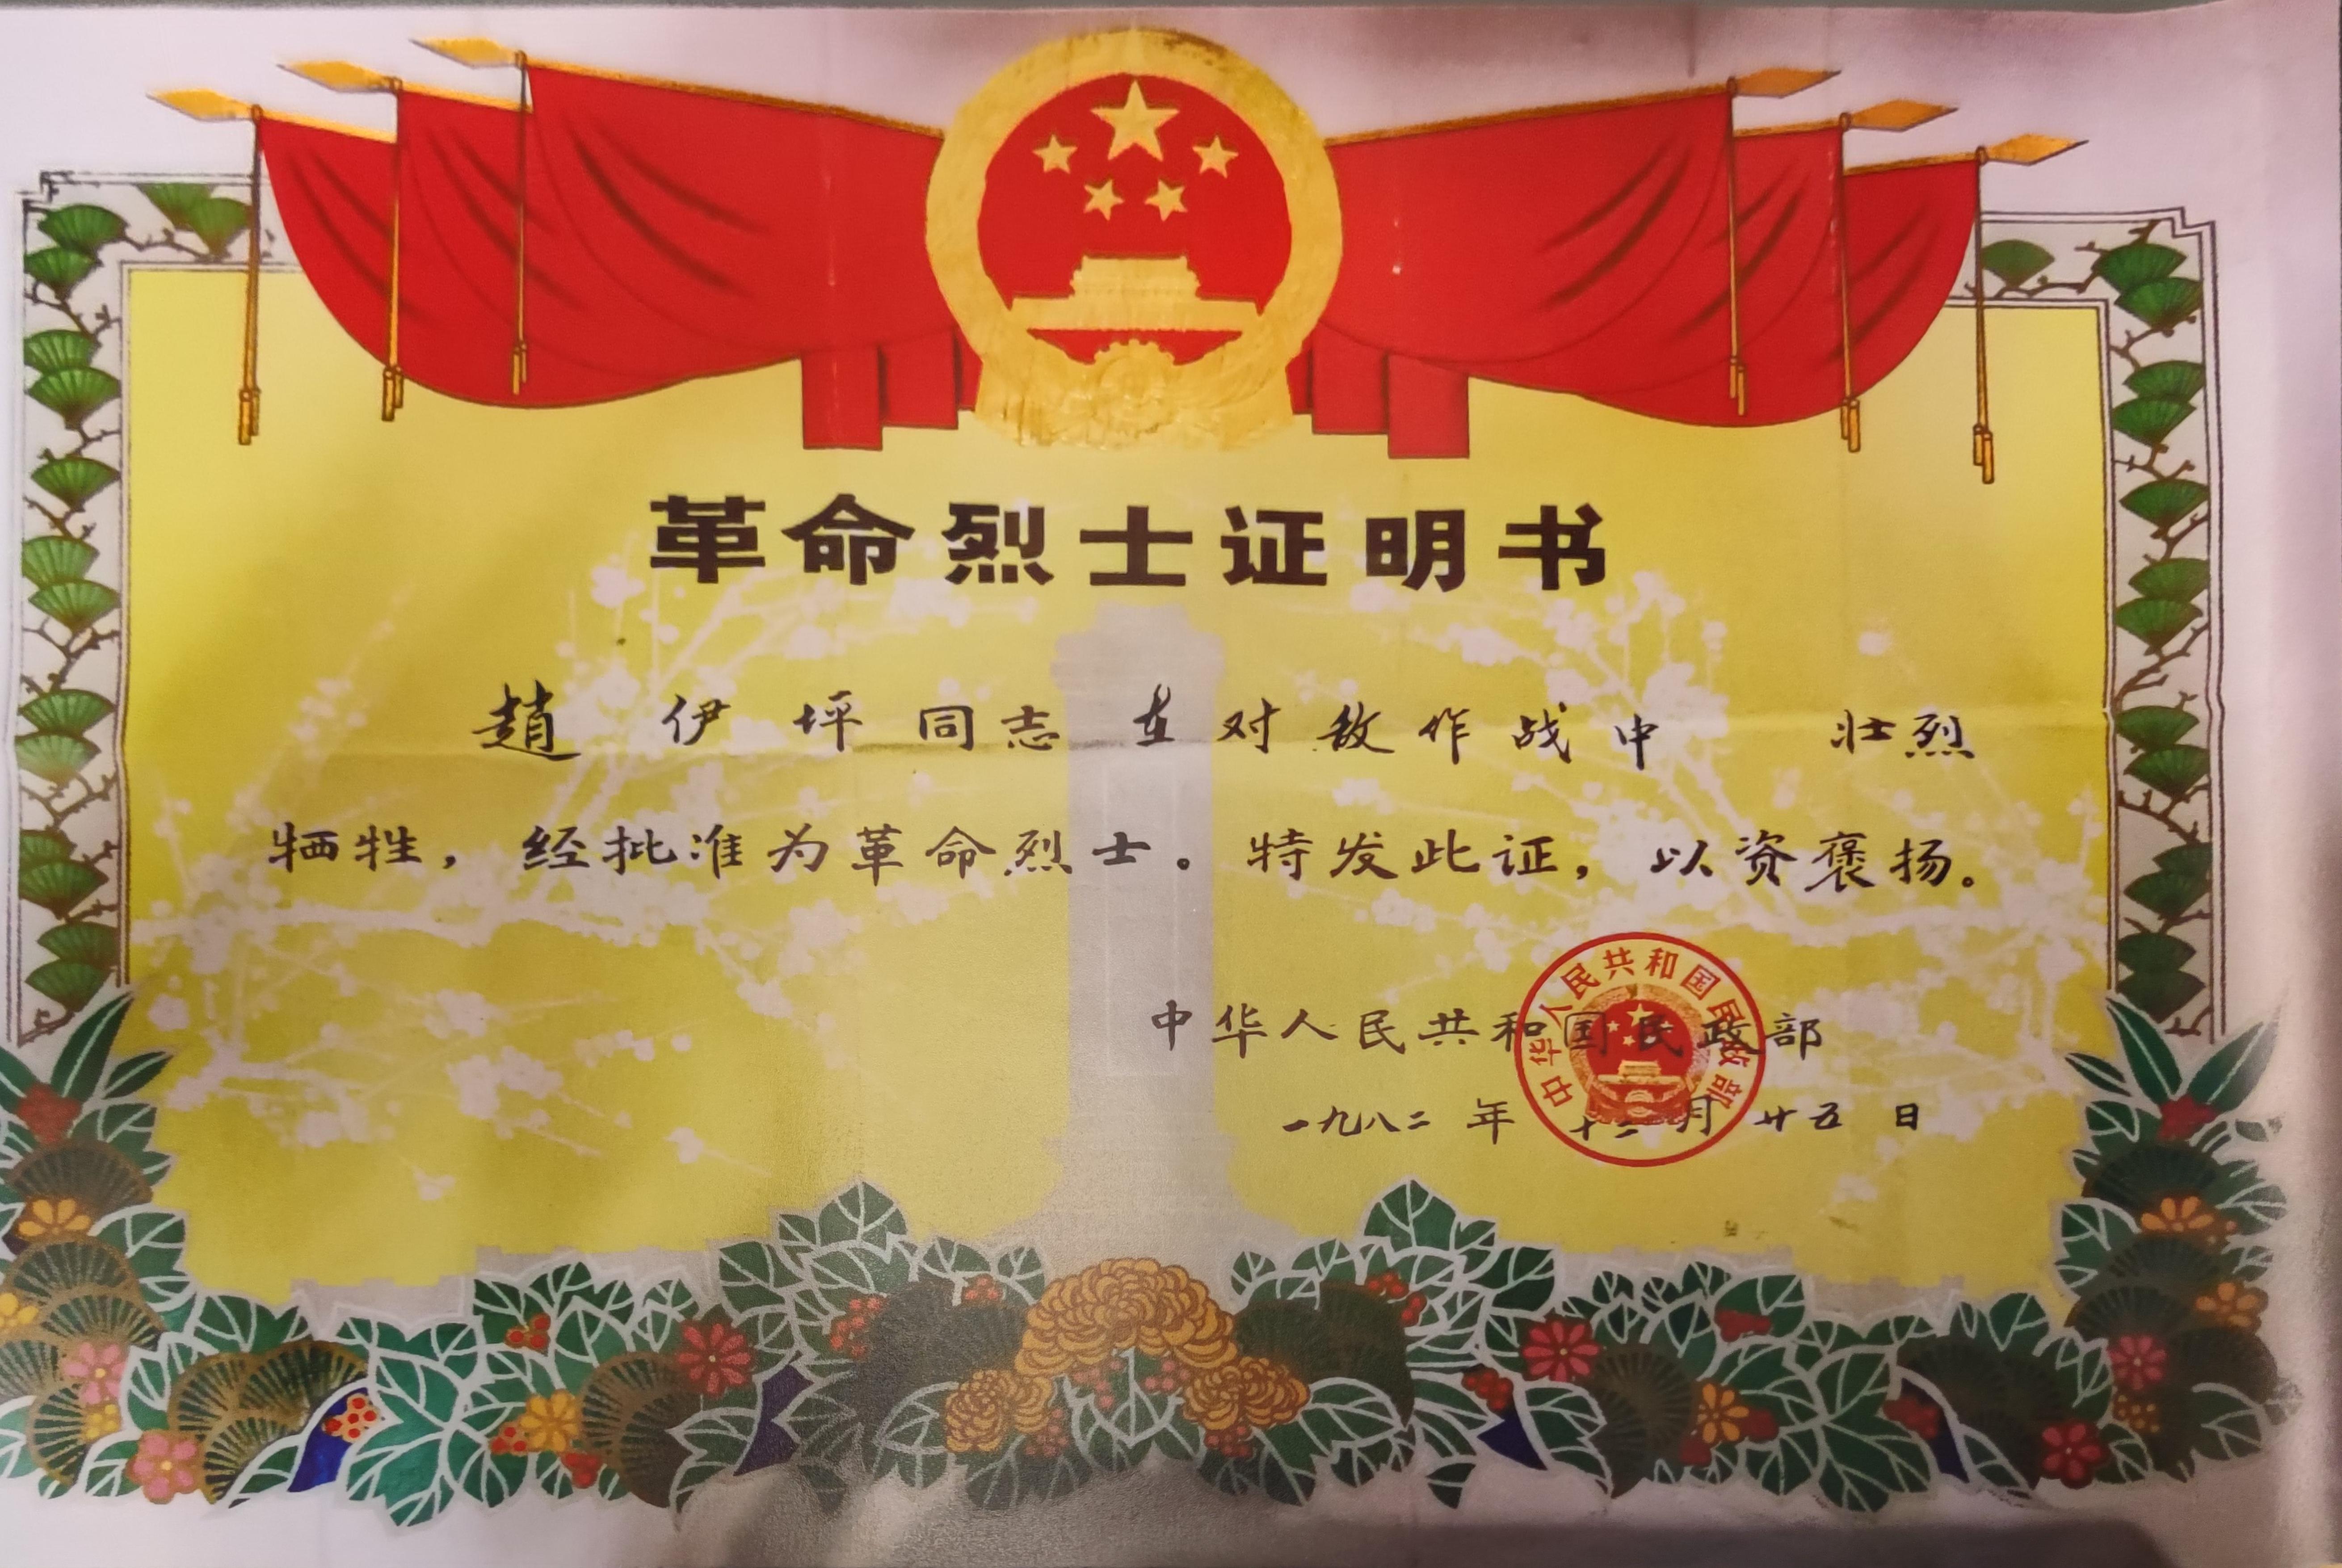 革命烈士证明书
趙伊坪同志在对敌作战中 壮烈
牺牲，经批准为革命烈士。特发此证，以资褒扬。
中华人民共和国民政部
中华人民共和国民政部
一九八二年十二月廿五日